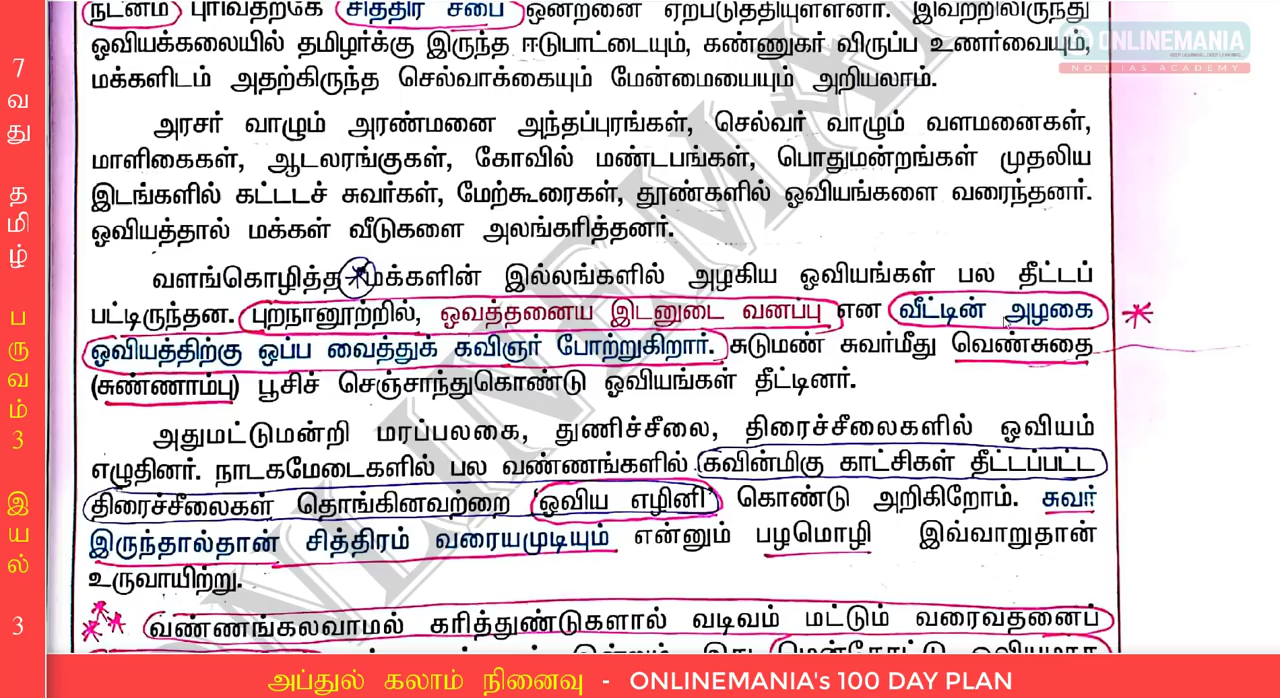 நடனம் புரிவதற்கே சித்திர சபை ஒன்றனை ஏற்படுத்தியுள்ளனர். இவற்றிலிருந்து
ஓவியக்கலையில் தமிழர்க்கு இருந்த ஈடுபாட்டையும், கண்ணுகர் விருப்ப உணர்வையும்,
மக்களிடம் அதற்கிருந்த செல்வாக்கையும் மேன்மையையும் அறியலாம்.
ONLINEMANIA
அரசர் வாழும் அரண்மனை அந்தப்புரங்கள், செல்வர் வாழும் வளமனைகள்,
மாளிகைகள், ஆடலரங்குகள், கோவில் மண்டபங்கள், பொதுமன்றங்கள் முதலிய
இடங்களில் கட்டடச் சுவர்கள், மேற்கூரைகள், தூண்களில் ஓவியங்களை வரைந்தனர்.
ஓவியத்தால் மக்கள் வீடுகளை அலங்கரித்தனர்.
வளங்கொழித்த மக்களின் இல்லங்களில் அழகிய ஓவியங்கள் பல தீட்டப்
பட்டிருந்தன. புறநானூற்றில், ஓவத்தனைய இடனுடை வனப்பு என வீட்டின் அழகை
ஓவியத்திற்கு ஒப்ப வைத்துக் கவிஞர் போற்றுகிறார். சுடுமண் சுவர்மீது வெண்சுதை
(சுண்ணாம்பு) பூசிச் செஞ்சாந்துகொண்டு ஓவியங்கள் தீட்டினர்.
அதுமட்டுமன்றி மரப்பலகை, துணிச்சீலை, திரைச்சீலைகளில் ஓவியம்
எழுதினர். நாடகமேடைகளில் பல வண்ணங்களில் கவின்மிகு காட்சிகள் தீட்டப்பட்ட
திரைச்சீலைகள் தொங்கினவற்றை 'ஓவிய எழினி' கொண்டு அறிகிறோம். சுவர்
இருந்தால்தான் சித்திரம் வரையமுடியும் என்னும் பழமொழி இவ்வாறுதான்
உருவாயிற்று.
வண்ணங்கலவாமல் கரித்துண்டுகளால் வடிவம் மட்டும் வரைவதனைப்
7வது தமிழ் பருவம் 3 இயல் 3
அப்துல் கலாம் நினைவு - ONLINEMANIA's 100 DAY PLAN